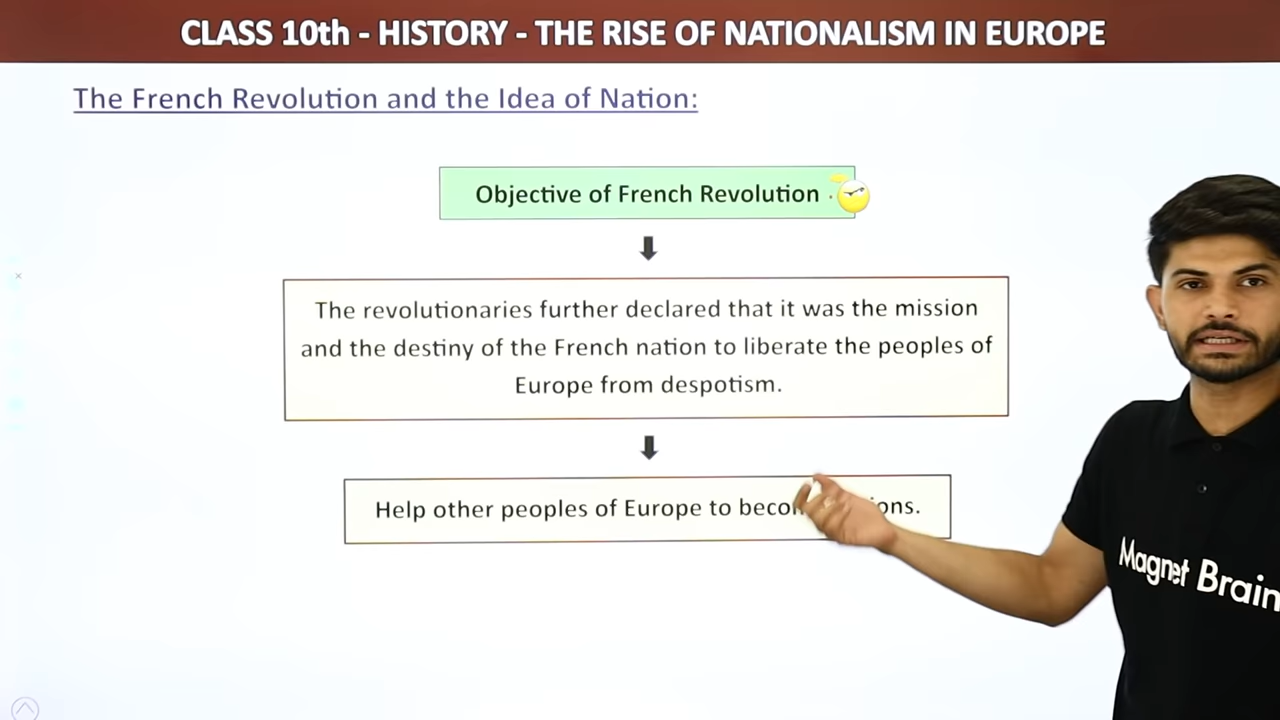 CLASS 10th - HISTORY - THE RISE OF NATIONALISM IN EUROPE
The French Revolution and the Idea of Nation:
Objective of French Revolution
The revolutionaries further declared that it was the mission
and the destiny of the French nation to liberate the peoples of
Europe from despotism.
Help other peoples of Europe to
Magnet Brain